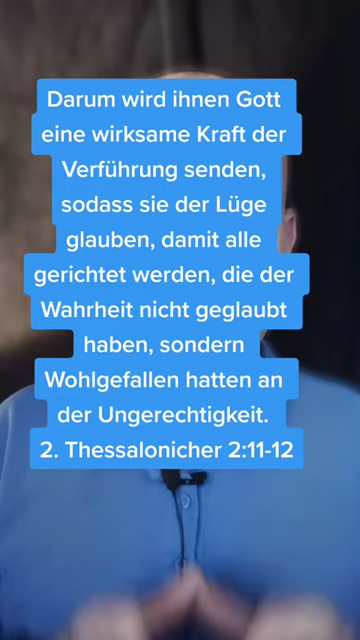 Darum wird ihnen Gott
eine wirksame Kraft der
Verführung senden,
sodass sie der Lüge
glauben, damit alle
gerichtet werden, die der
Wahrheit nicht geglaubt
haben, sondern
Wohlgefallen hatten an
der Ungerechtigkeit.
2. Thessalonicher 2:11-12